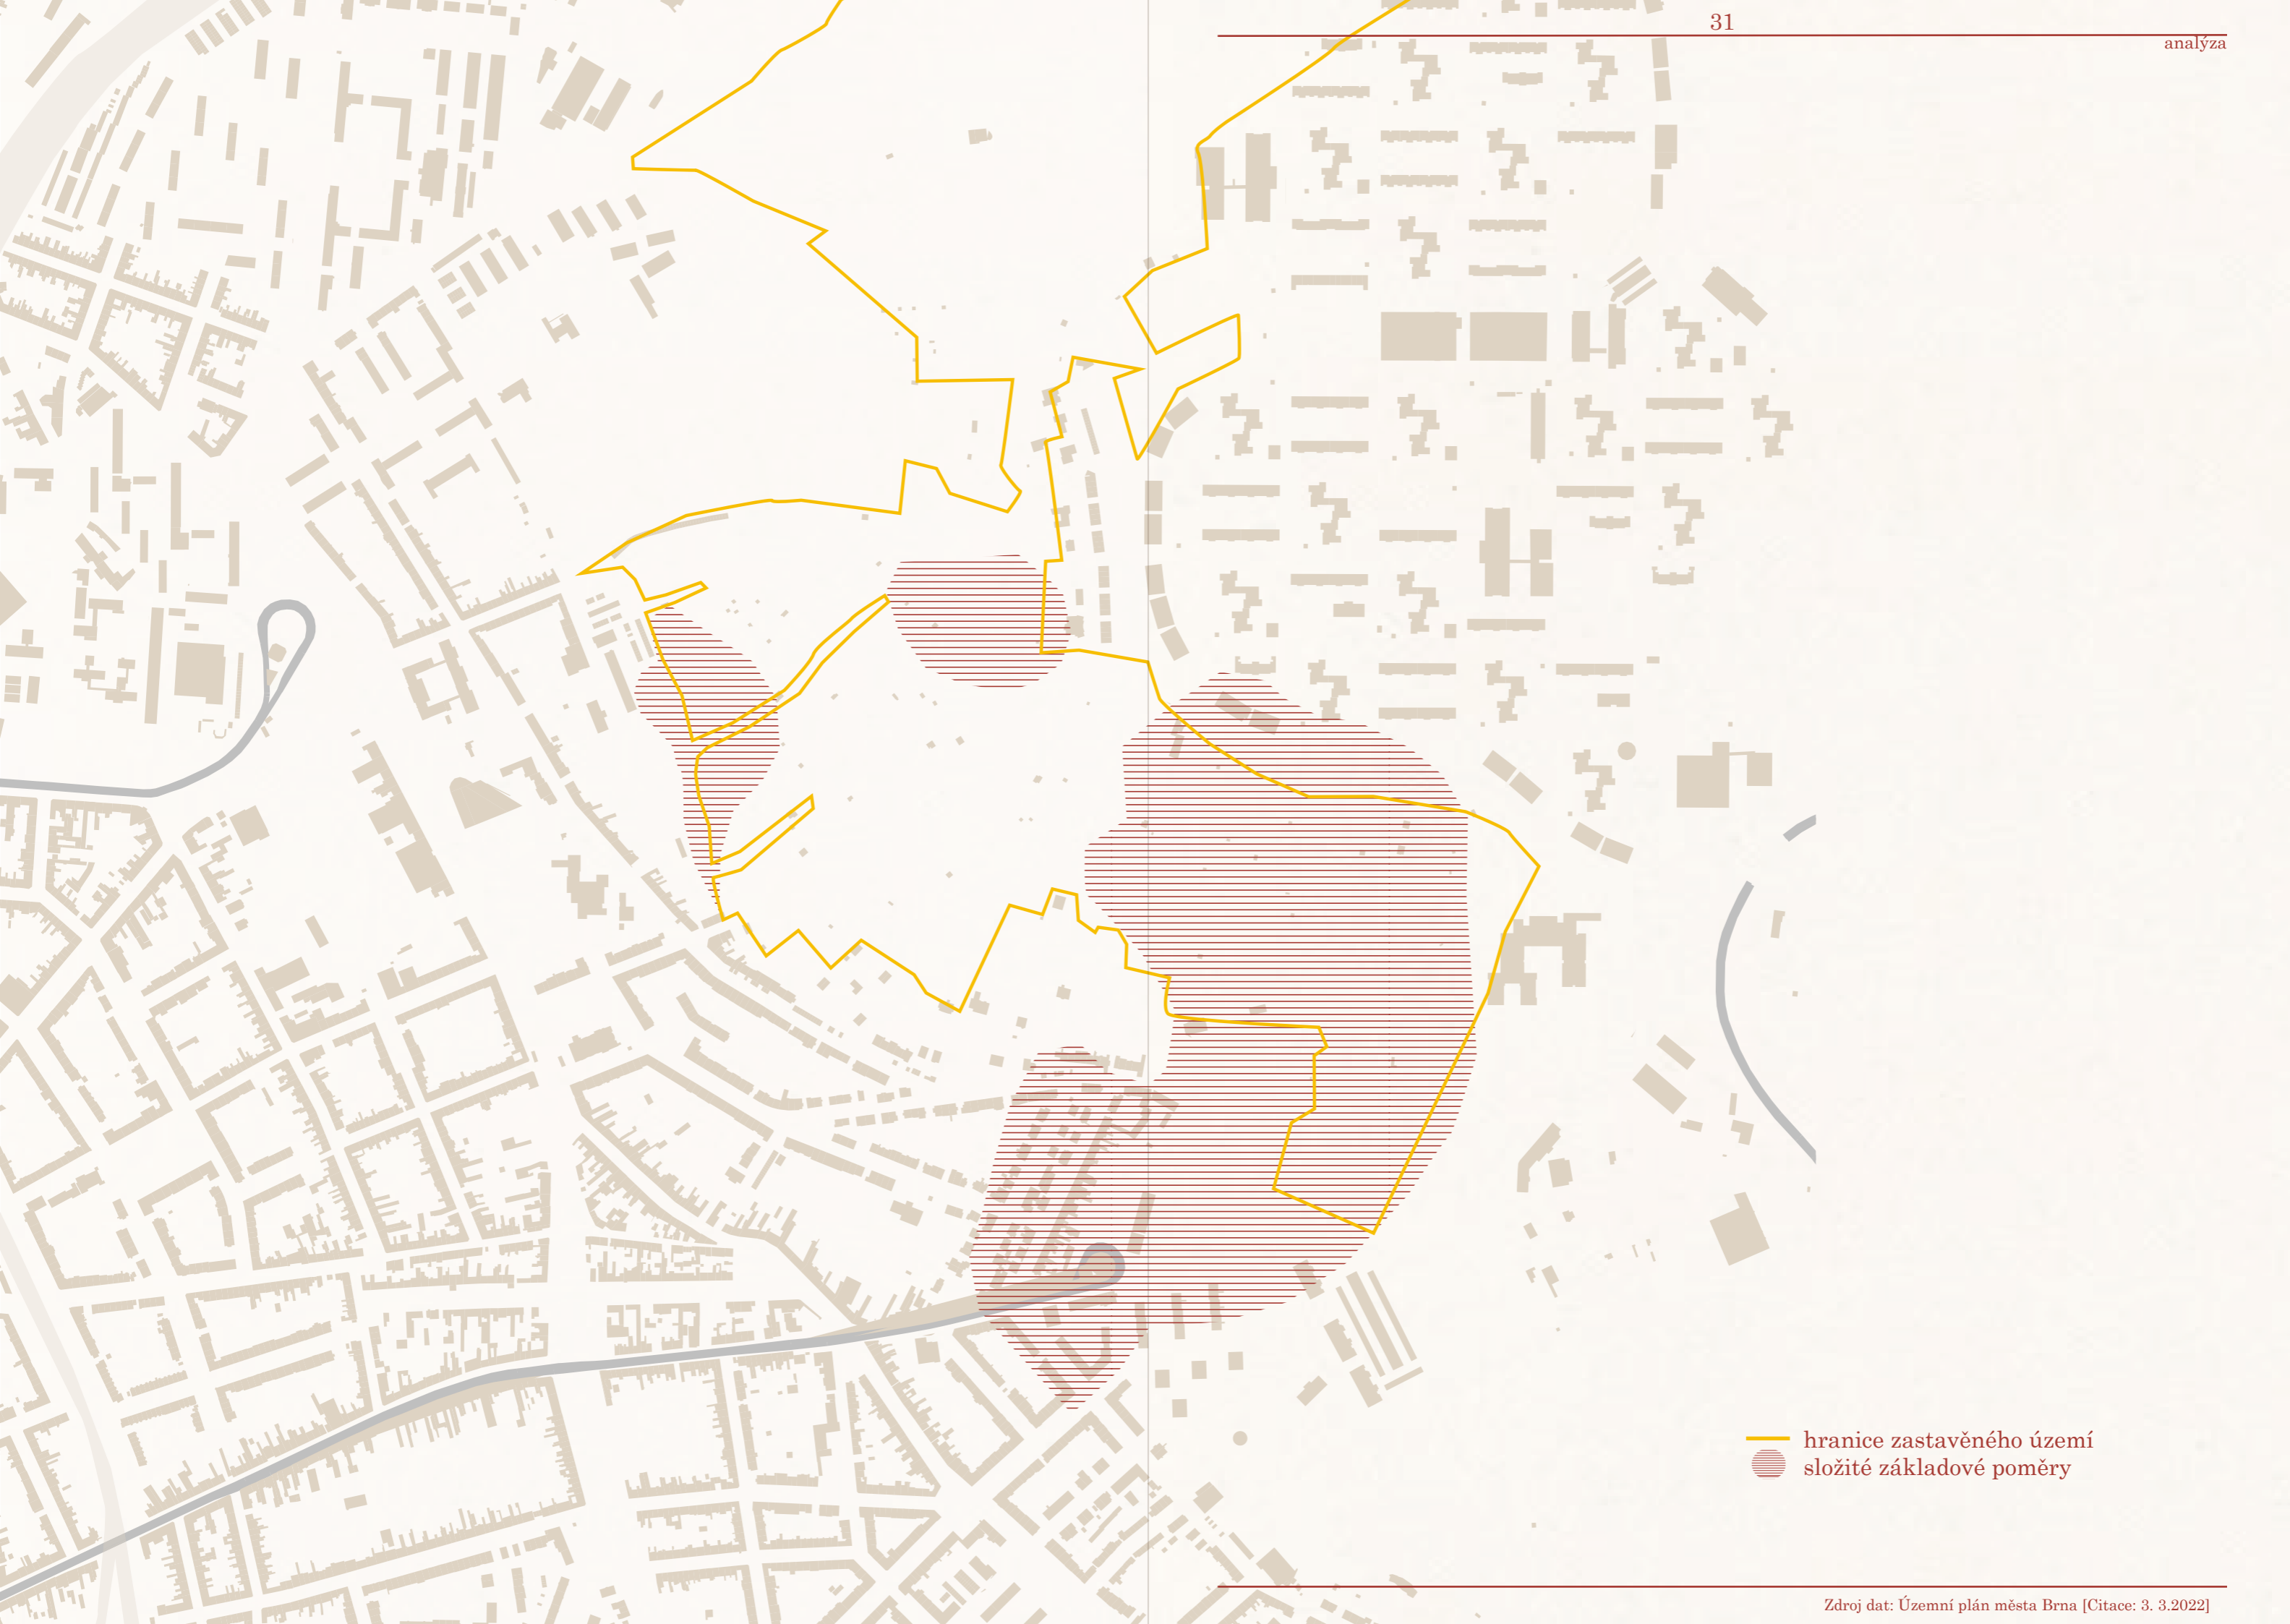 31
analýza
hranice zastavěného území
složité základové poměry
Zdroj dat: Územní plán města Brna [Citace: 3. 3.2022]